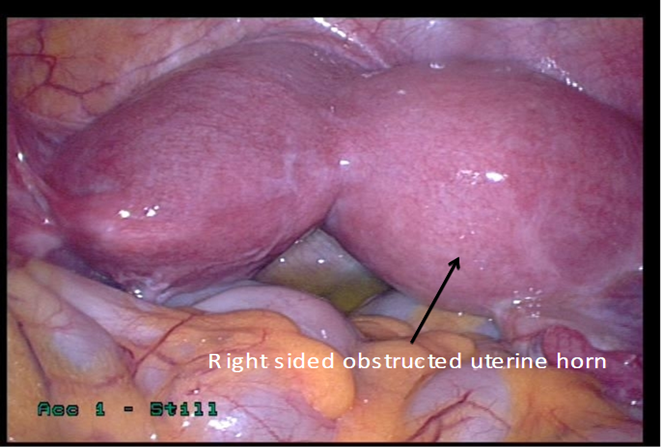 Right sided obstructed uterine horn
Acc 1 - Still